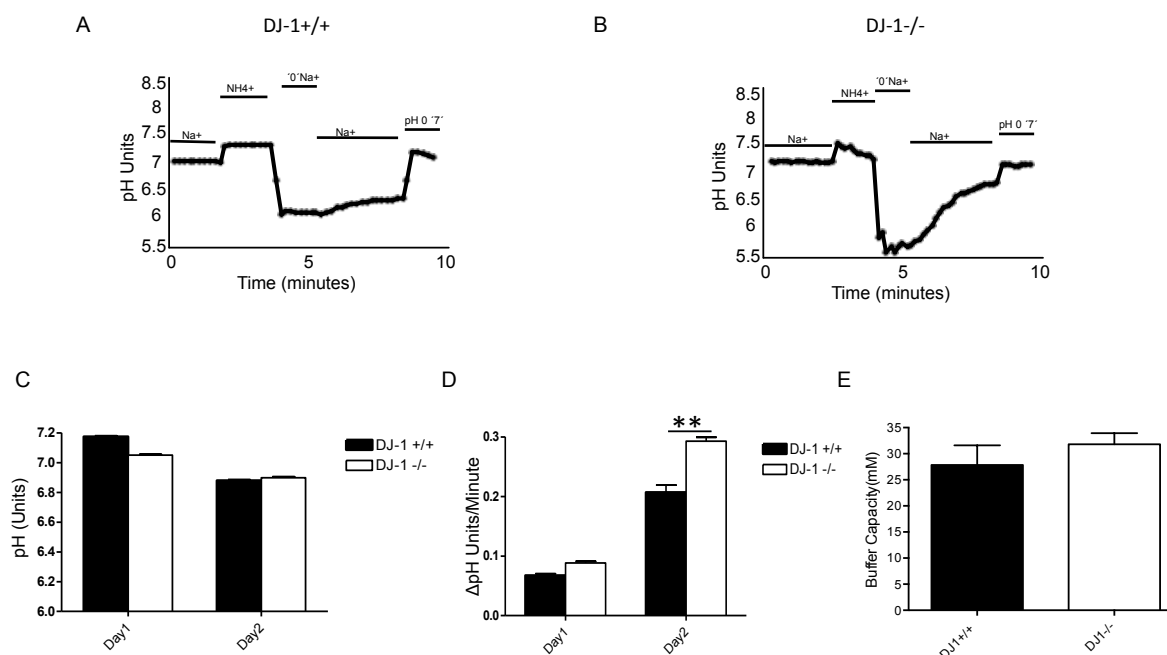 A
DJ-1+/+
pH Units
8.5
8
7.5
7
6.5
6
5.5
Na+
NH4+
'0'Na+
Na+
pH 0 '7'
0
5
10
Time (minutes)
B
DJ-1-/-
pH Units
8.5
8
7.5
7
6.5
6
5.5
Na+
NH4+
'0'Na+
Na+
pH 0 '7'
0
5
10
Time (minutes)
C
pH (Units)
7.2
7.0
6.8
6.6
6.4
6.2
6.0
Day1
Day2
DJ-1 +/+
DJ-1 -/-
D
ΔpH Units/Minute
0.3
0.2
0.1
0.0
**
Day1
Day2
DJ-1 +/+
DJ-1 -/-
E
Buffer Capacity(mM)
35
30
25
20
15
10
5
0
DJ1+/+
DJ1-/-